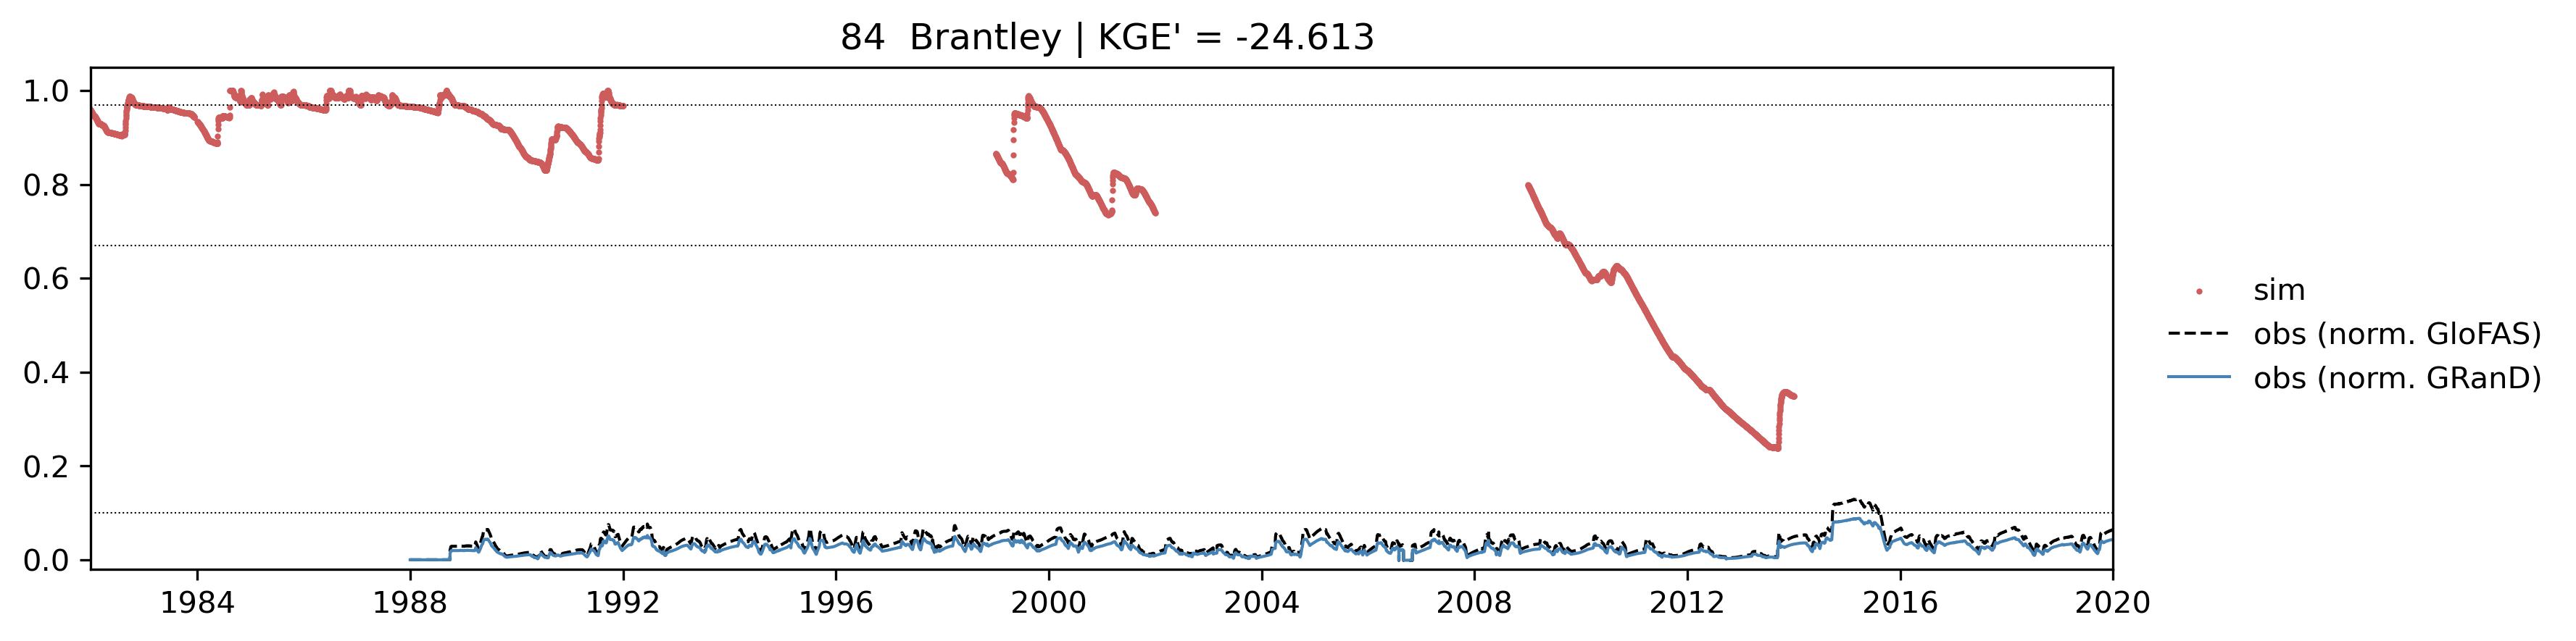 84  Brantley | KGE' = -24.613
1.0
0.8
0.6
0.4
0.2
0.0
1984 1988 1992 1996 2000 2004 2008 2012 2016 2020
sim
obs (norm. GloFAS)
obs (norm. GRanD)